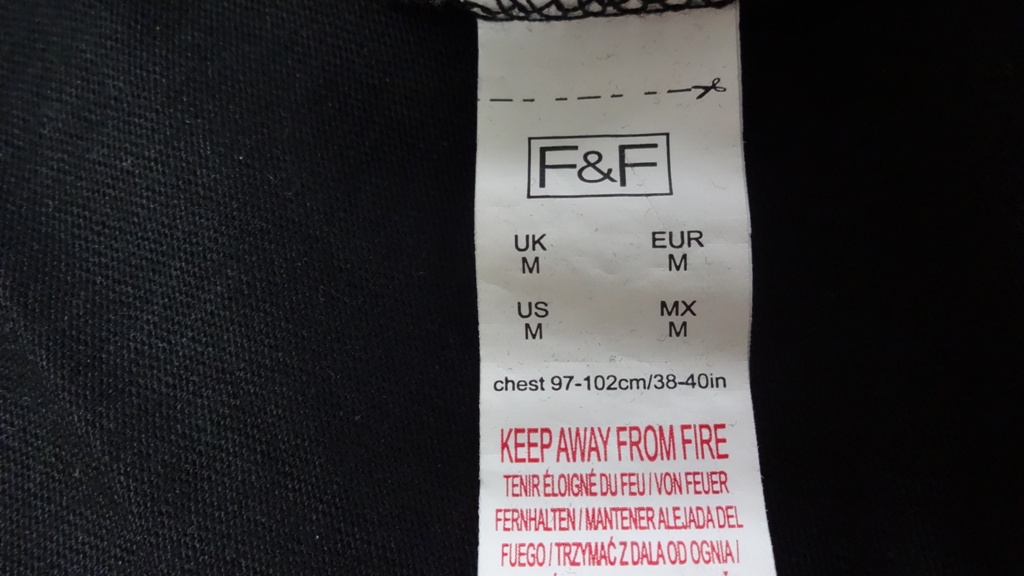 F&F
UK EUR
M M
US MX
M M
chest 97-102cm/38-40in
KEEP AWAY FROM FIRE
TENIR ÉLOIGNÉ DU FEU / VON FEUER
FERNHALTEN / MANTENER ALEJADA DEL
FUEGO / TRZYMAĆ Z DALA OD OGNIA /